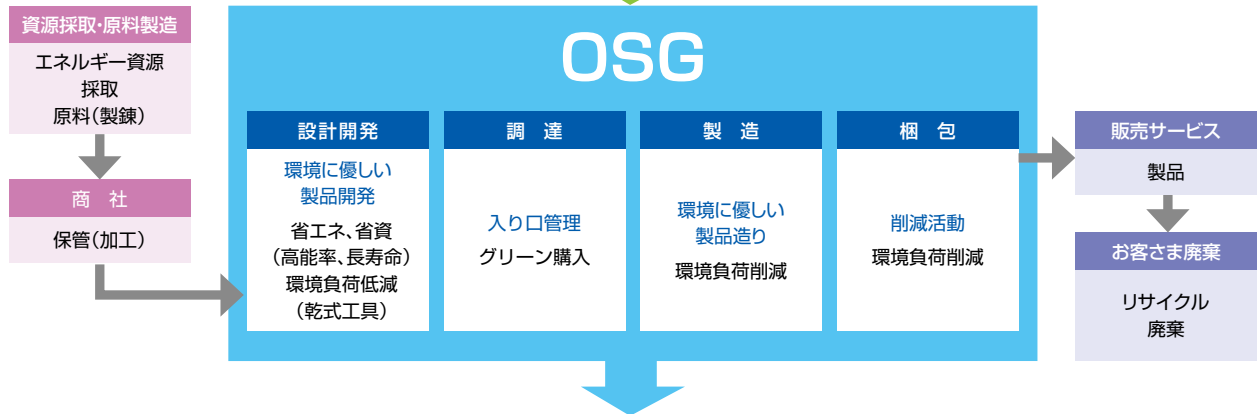 資源採取・原料製造
エネルギー資源
採取
原料(製錬)
商　社
保管(加工)
OSG
設計開発
環境に優しい
製品開発
省エネ、省資
(高能率、長寿命)
環境負荷低減
(乾式工具)
調　達
入り口管理
グリーン購入
製　造
環境に優しい
製品造り
環境負荷削減
梱　包
削減活動
環境負荷削減
販売サービス
製品
お客さま廃棄
リサイクル
廃棄